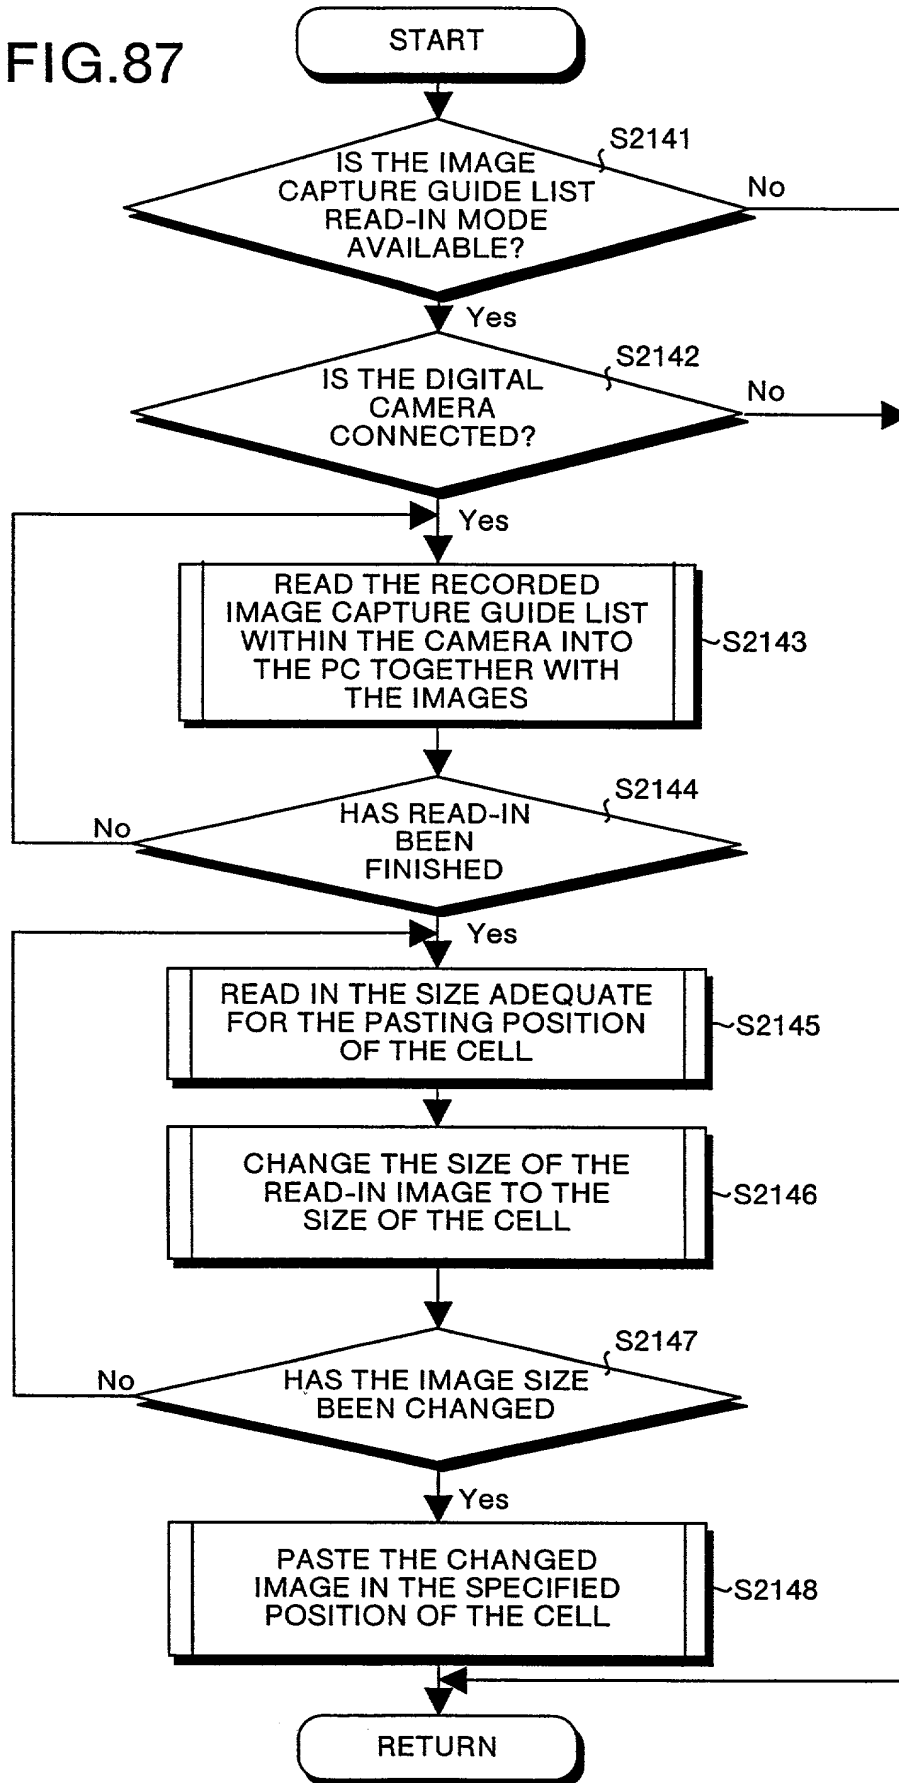 FIG.87
START
S2141
IS THE IMAGE
CAPTURE GUIDE LIST
READ-IN MODE
AVAILABLE?
No
Yes
S2142
IS THE DIGITAL
CAMERA
CONNECTED?
No
Yes
READ THE RECORDED
IMAGE CAPTURE GUIDE LIST
WITHIN THE CAMERA INTO
THE PC TOGETHER WITH
THE IMAGES
S2143
S2144
HAS READ-IN
BEEN
FINISHED
No
Yes
READ IN THE SIZE ADEQUATE
FOR THE PASTING POSITION
OF THE CELL
S2145
CHANGE THE SIZE OF THE
READ-IN IMAGE TO THE
SIZE OF THE CELL
S2146
S2147
HAS THE IMAGE SIZE
BEEN CHANGED
No
Yes
PASTE THE CHANGED
IMAGE IN THE SPECIFIED
POSITION OF THE CELL
S2148
RETURN